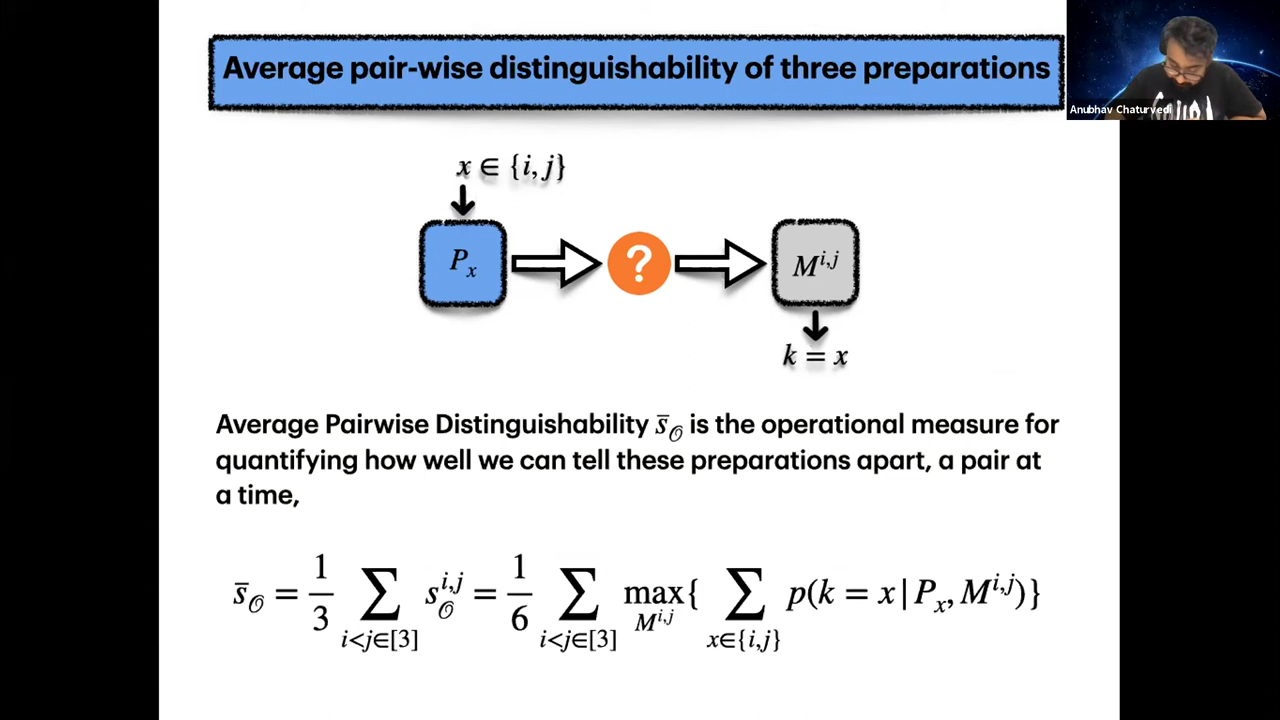 Average pair-wise distinguishability of three preparations
Anubhav Chaturvedi
x ∈ {i, j}
P_x
?
M^{i,j}
k = x
Average Pairwise Distinguishability s̄_𝒪 is the operational measure for
quantifying how well we can tell these preparations apart, a pair at
a time,
s̄_𝒪 = 1/3 ∑_{i<j∈[3]} s_𝒪^{i,j} = 1/6 ∑_{i<j∈[3]} max_{M^{i,j}}{ ∑_{x∈{i,j}} p(k = x | P_x, M^{i,j})}